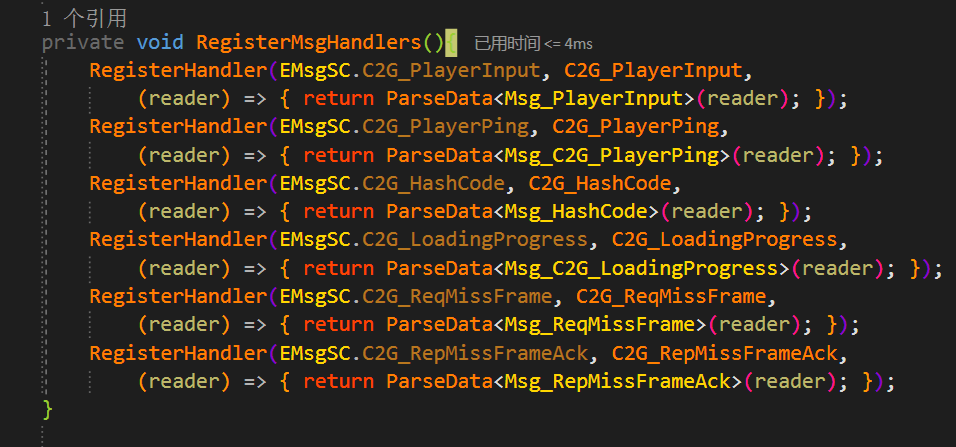 1 个引用
private void RegisterMsgHandlers(){ 已用时间 <= 4ms
RegisterHandler(EMsgSC.C2G_PlayerInput, C2G_PlayerInput,
(reader) => { return ParseData<Msg_PlayerInput>(reader); });
RegisterHandler(EMsgSC.C2G_PlayerPing, C2G_PlayerPing,
(reader) => { return ParseData<Msg_C2G_PlayerPing>(reader); });
RegisterHandler(EMsgSC.C2G_HashCode, C2G_HashCode,
(reader) => { return ParseData<Msg_HashCode>(reader); });
RegisterHandler(EMsgSC.C2G_LoadingProgress, C2G_LoadingProgress,
(reader) => { return ParseData<Msg_C2G_LoadingProgress>(reader); });
RegisterHandler(EMsgSC.C2G_ReqMissFrame, C2G_ReqMissFrame,
(reader) => { return ParseData<Msg_ReqMissFrame>(reader); });
RegisterHandler(EMsgSC.C2G_RepMissFrameAck, C2G_RepMissFrameAck,
(reader) => { return ParseData<Msg_RepMissFrameAck>(reader); });
}